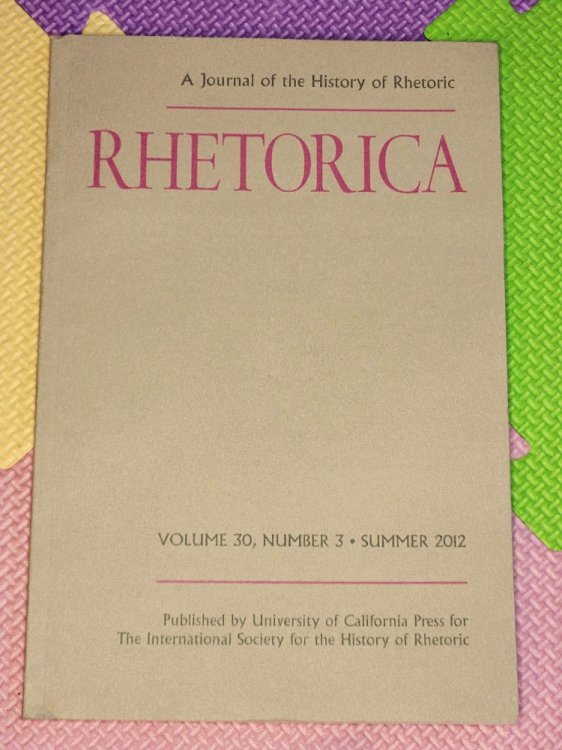 A Journal of the History of Rhetoric
RHETORICA
VOLUME 30, NUMBER 3 • SUMMER 2012
Published by University of California Press for
The International Society for the History of Rhetoric